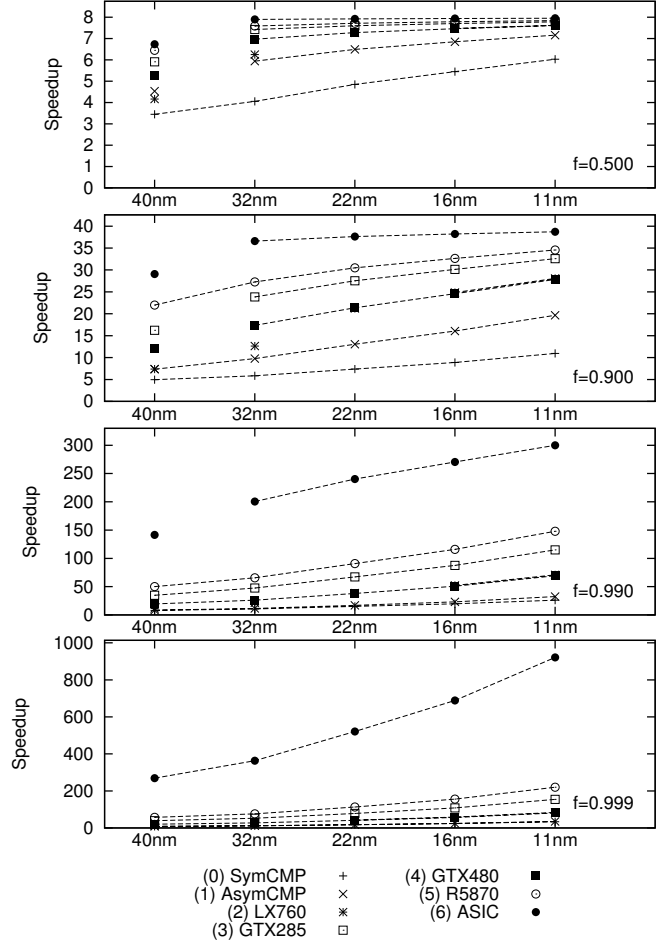 8
7
6
5
4
3
2
1
0
Speedup
f=0.500
40nm 32nm 22nm 16nm 11nm
40
35
30
25
20
15
10
5
0
Speedup
f=0.900
40nm 32nm 22nm 16nm 11nm
300
250
200
150
100
50
0
Speedup
f=0.990
40nm 32nm 22nm 16nm 11nm
1000
800
600
400
200
0
Speedup
f=0.999
40nm 32nm 22nm 16nm 11nm
(0) SymCMP
(1) AsymCMP
(2) LX760
(3) GTX285
(4) GTX480
(5) R5870
(6) ASIC